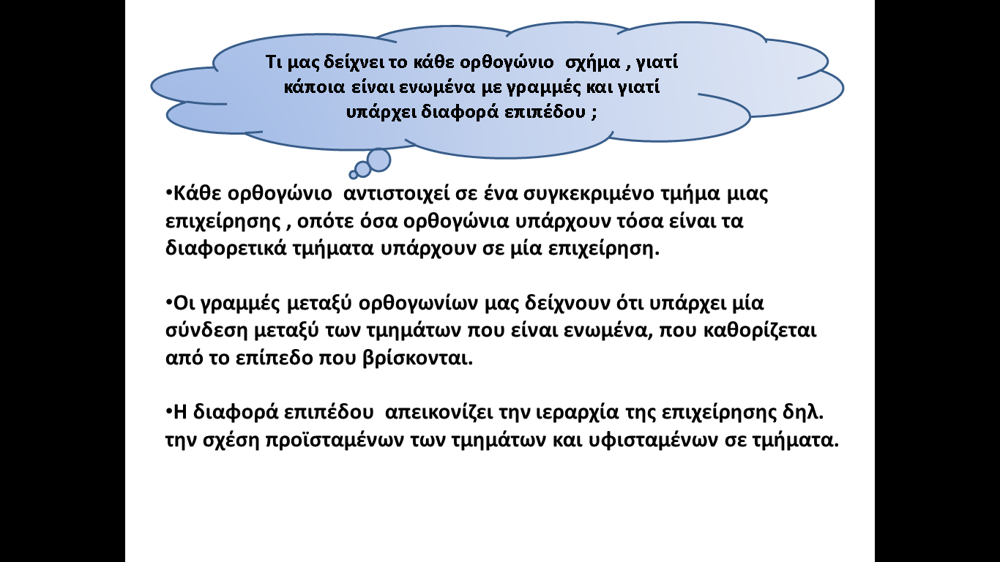 Τι μας δείχνει το κάθε ορθογώνιο  σχήμα , γιατί
κάποια είναι ενωμένα με γραμμές και γιατί
υπάρχει διαφορά επιπέδου ;
•Κάθε ορθογώνιο  αντιστοιχεί σε ένα συγκεκριμένο τμήμα μιας
επιχείρησης , οπότε όσα ορθογώνια υπάρχουν τόσα είναι τα
διαφορετικά τμήματα υπάρχουν σε μία επιχείρηση.
•Οι γραμμές μεταξύ ορθογωνίων μας δείχνουν ότι υπάρχει μία
σύνδεση μεταξύ των τμημάτων που είναι ενωμένα, που καθορίζεται
από το επίπεδο που βρίσκονται.
•Η διαφορά επιπέδου  απεικονίζει την ιεραρχία της επιχείρησης δηλ.
την σχέση προϊσταμένων των τμημάτων και υφισταμένων σε τμήματα.